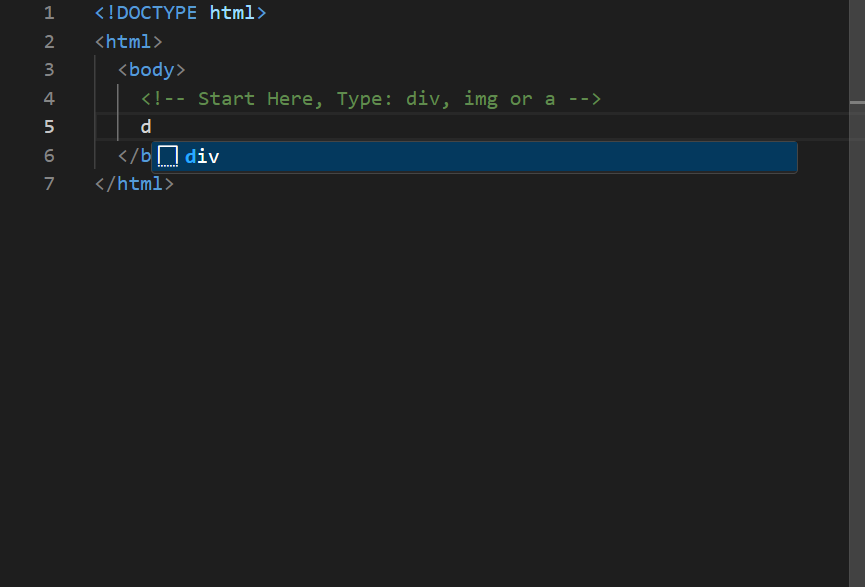 1 <!DOCTYPE html>
2 <html>
3 <body>
4 <!-- Start Here, Type: div, img or a -->
5 d
6 </b div
7 </html>